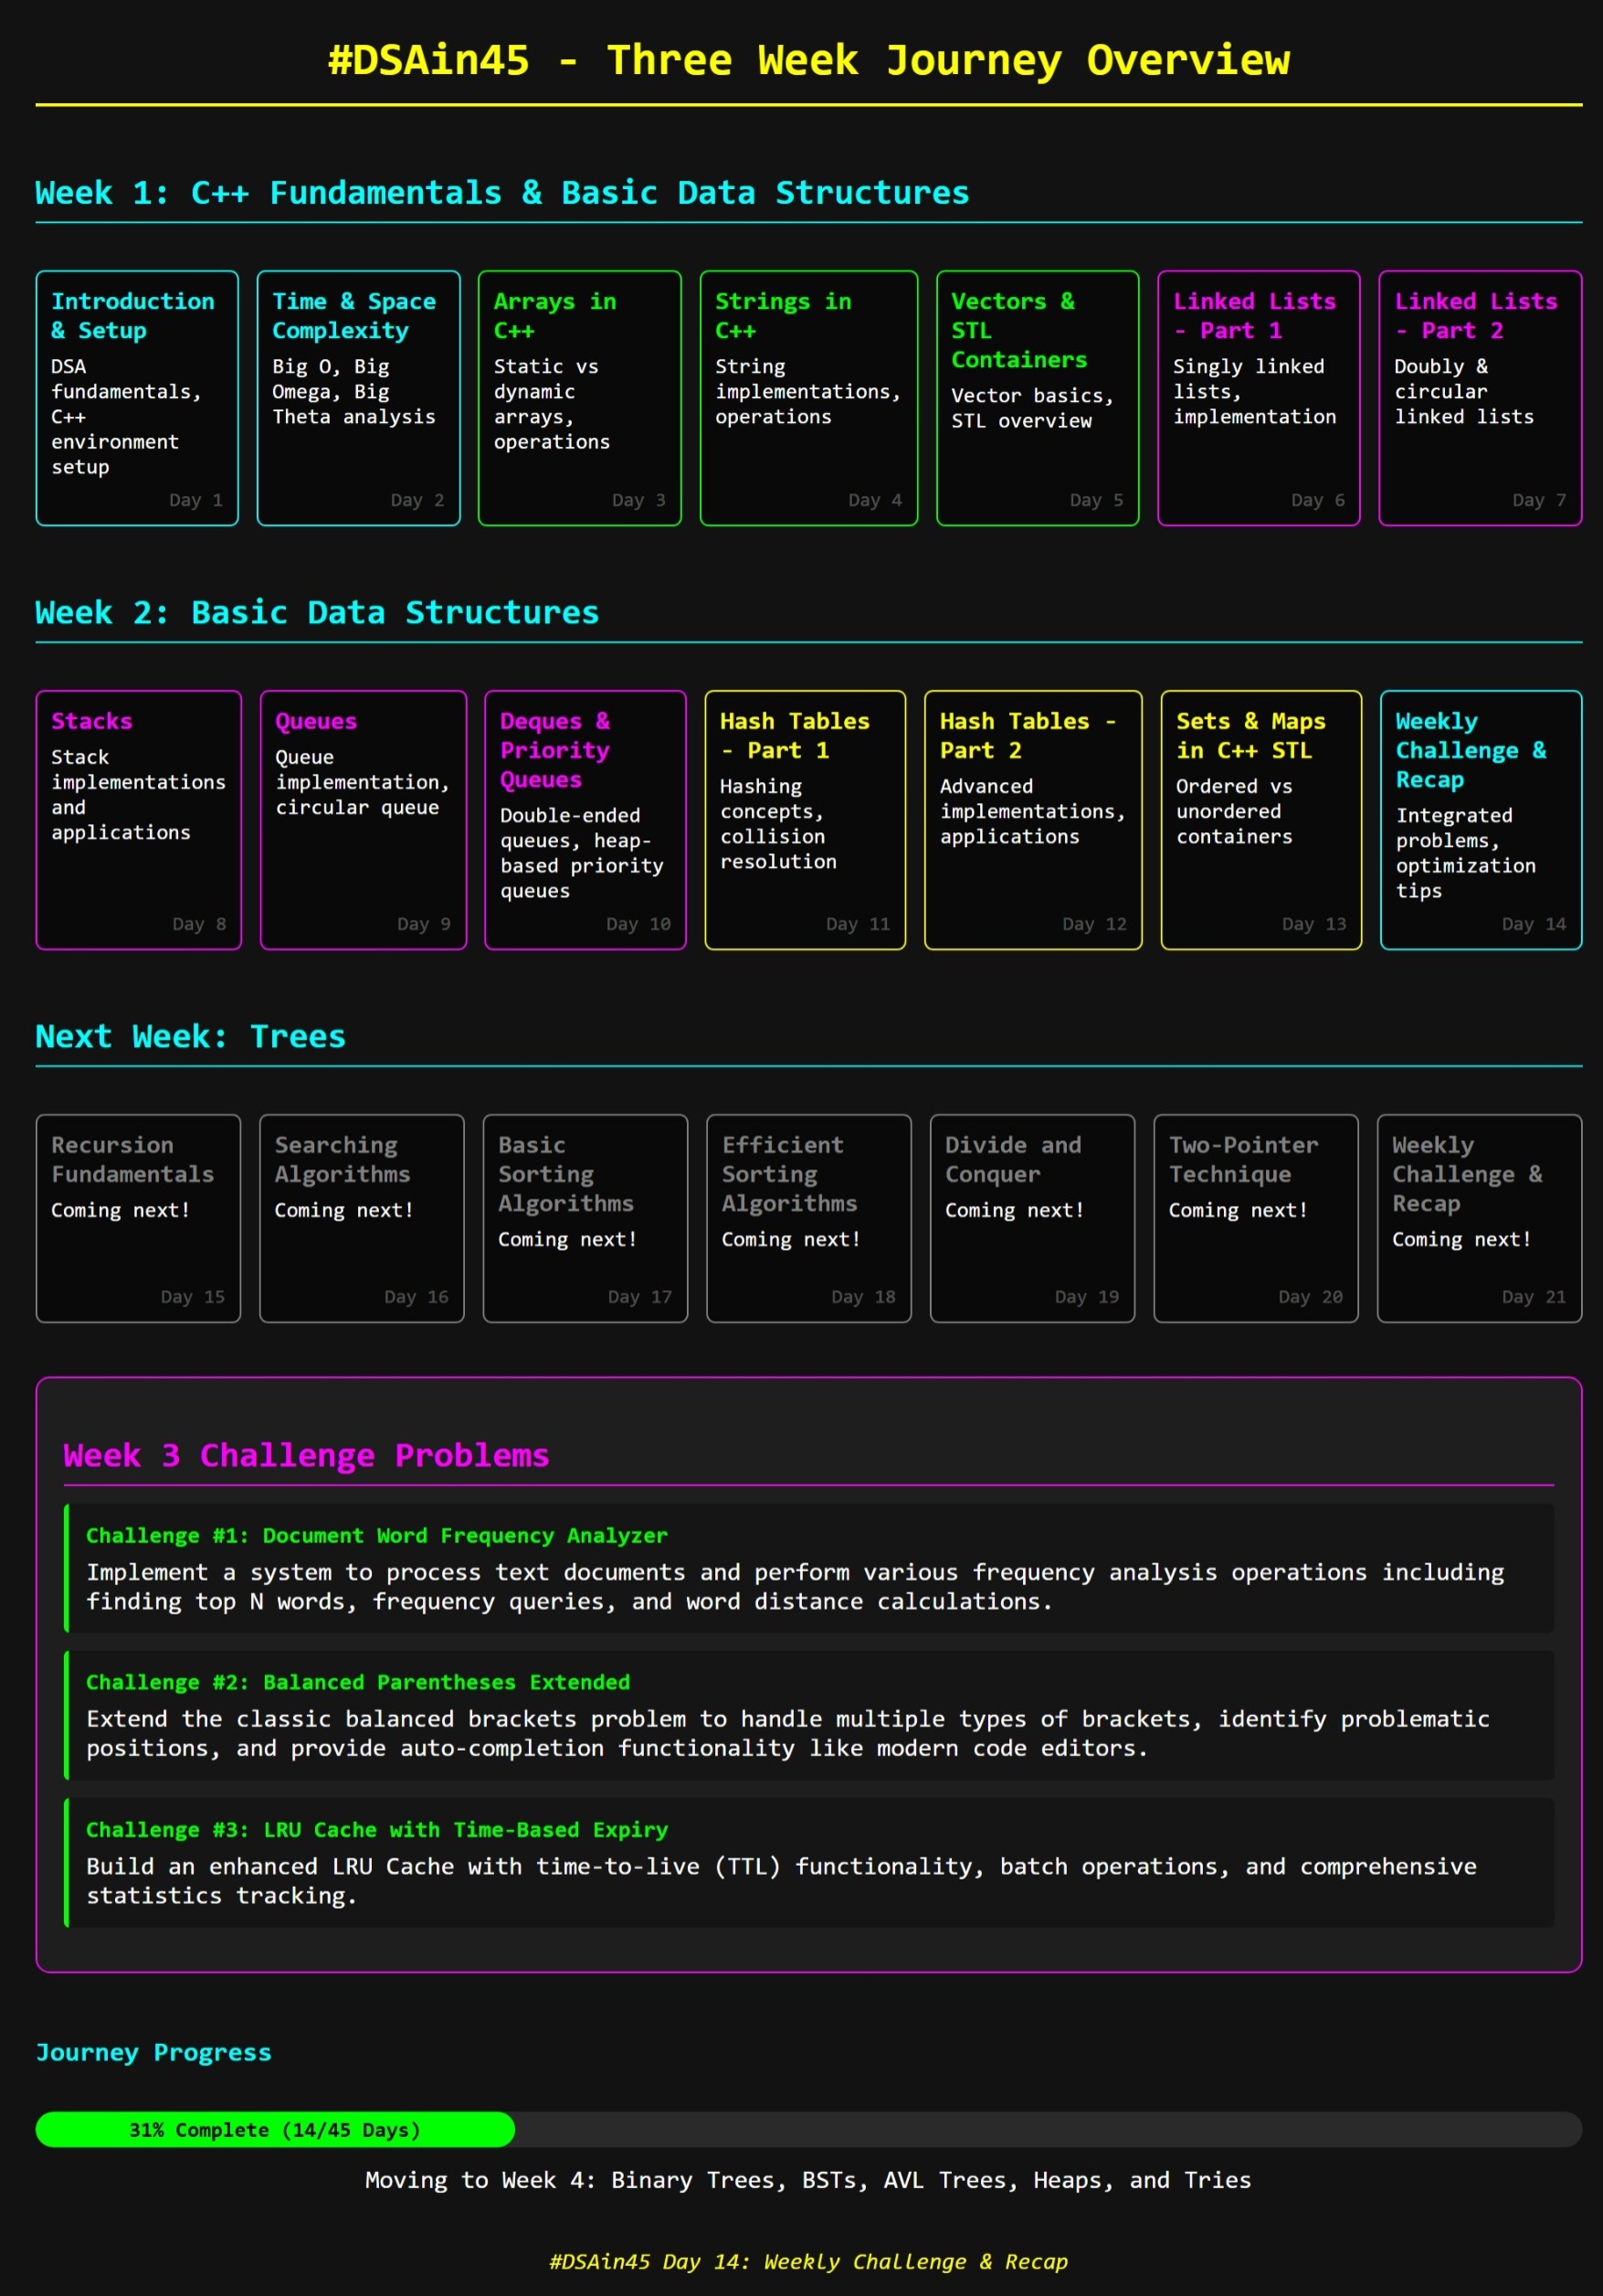 #DSAin45 - Three Week Journey Overview
Week 1: C++ Fundamentals & Basic Data Structures
Introduction
& Setup
DSA
fundamentals,
C++
environment
setup
Day 1
Time & Space
Complexity
Big O, Big
Omega, Big
Theta analysis
Day 2
Arrays in
C++
Static vs
dynamic
arrays,
operations
Day 3
Strings in
C++
String
implementations,
operations
Day 4
Vectors &
STL
Containers
Vector basics,
STL overview
Day 5
Linked Lists
- Part 1
Singly linked
lists,
implementation
Day 6
Linked Lists
- Part 2
Doubly &
circular
linked lists
Day 7
Week 2: Basic Data Structures
Stacks
Stack
implementations
and
applications
Day 8
Queues
Queue
implementation,
circular queue
Day 9
Deques &
Priority
Queues
Double-ended
queues, heap-
based priority
queues
Day 10
Hash Tables
- Part 1
Hashing
concepts,
collision
resolution
Day 11
Hash Tables -
Part 2
Advanced
implementations,
applications
Day 12
Sets & Maps
in C++ STL
Ordered vs
unordered
containers
Day 13
Weekly
Challenge &
Recap
Integrated
problems,
optimization
tips
Day 14
Next Week: Trees
Recursion
Fundamentals
Coming next!
Day 15
Searching
Algorithms
Coming next!
Day 16
Basic
Sorting
Algorithms
Coming next!
Day 17
Efficient
Sorting
Algorithms
Coming next!
Day 18
Divide and
Conquer
Coming next!
Day 19
Two-Pointer
Technique
Coming next!
Day 20
Weekly
Challenge &
Recap
Coming next!
Day 21
Week 3 Challenge Problems
Challenge #1: Document Word Frequency Analyzer
Implement a system to process text documents and perform various frequency analysis operations including
finding top N words, frequency queries, and word distance calculations.
Challenge #2: Balanced Parentheses Extended
Extend the classic balanced brackets problem to handle multiple types of brackets, identify problematic
positions, and provide auto-completion functionality like modern code editors.
Challenge #3: LRU Cache with Time-Based Expiry
Build an enhanced LRU Cache with time-to-live (TTL) functionality, batch operations, and comprehensive
statistics tracking.
Journey Progress
31% Complete (14/45 Days)
Moving to Week 4: Binary Trees, BSTs, AVL Trees, Heaps, and Tries
#DSAin45 Day 14: Weekly Challenge & Recap